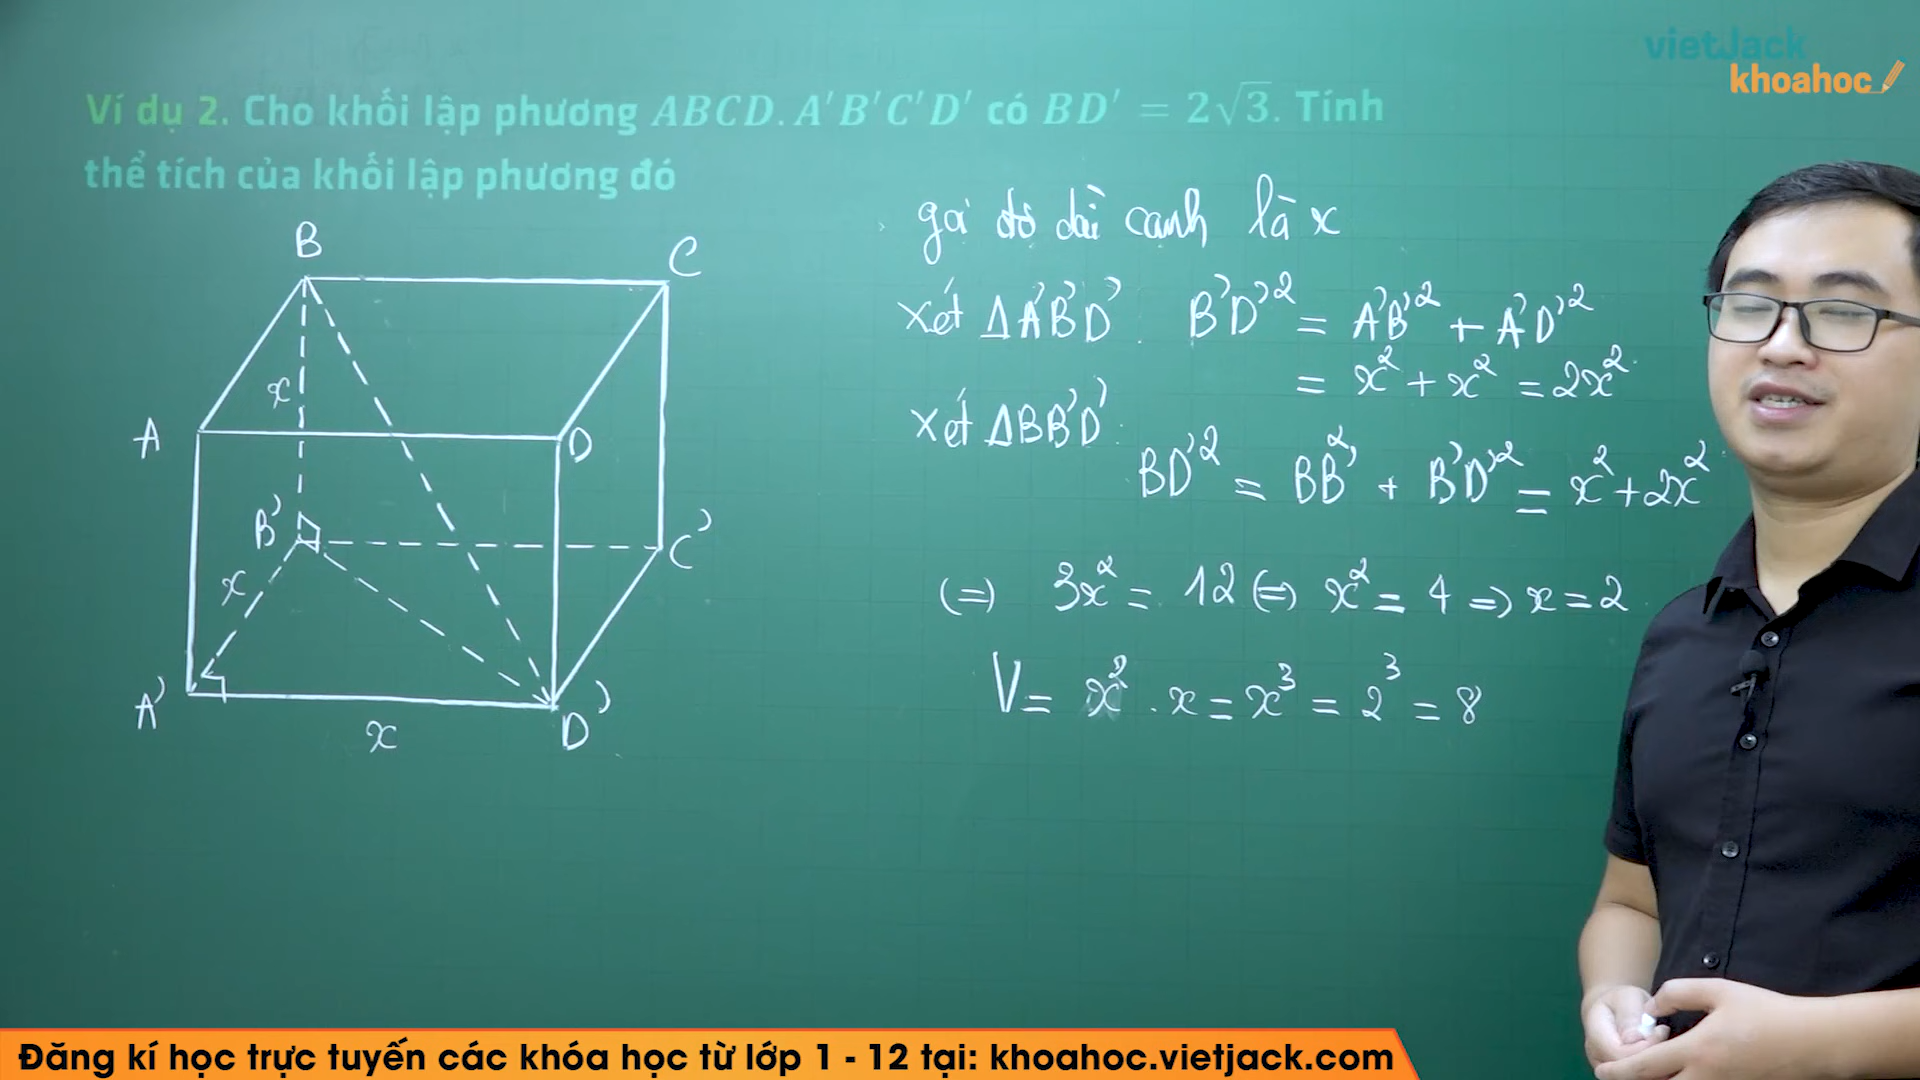 vietJack
khoahoc
Ví dụ 2. Cho khối lập phương ABCD.A'B'C'D' có BD' = 2√3. Tính
thể tích của khối lập phương đó
gọi độ dài cạnh là x
Xét ΔA'B'D' : B'D'² = A'B'² + A'D'²
= x² + x² = 2x²
Xét ΔBB'D' :
BD'² = BB'² + B'D'² = x² + 2x²
(=) 3x² = 12 (=) x² = 4 => x = 2
V = x² . x = x³ = 2³ = 8
B
C
x
A
D
B'
C'
x
A'
x
D'
Đăng kí học trực tuyến các khóa học từ lớp 1 - 12 tại: khoahoc.vietjack.com